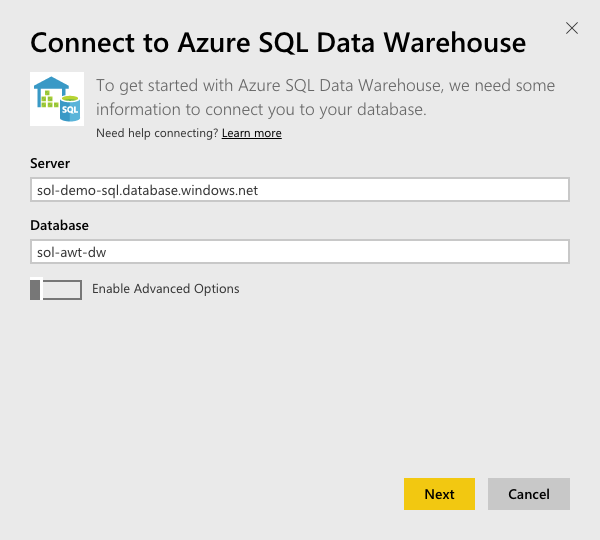 Connect to Azure SQL Data Warehouse
To get started with Azure SQL Data Warehouse, we need some
information to connect you to your database.
SQL
Need help connecting? Learn more
Server
sol-demo-sql.database.windows.net
Database
sol-awt-dw
Enable Advanced Options
Next
Cancel